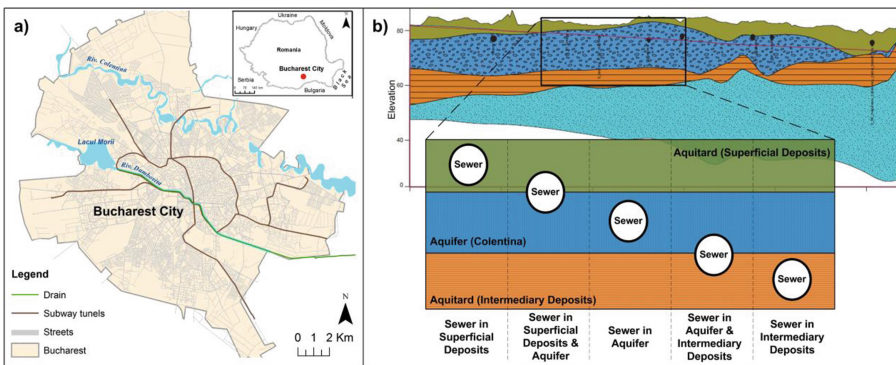 a)
Ukraine
Hungary
Moldova
Romania
Bucharest City
Serbia
Bulgaria
Black Sea
N
Riv. Colentina
Lacul Morii
Riv. Dambovita
Bucharest City
Legend
Drain
Subway tunels
Streets
Bucharest
N
0 1 2 Km
b)
Elevation
80
60
40
0
Aquitard (Superficial Deposits)
Sewer
Sewer
Sewer
Aquifer (Colentina)
Sewer
Sewer
Aquitard (Intermediary Deposits)
Sewer in
Superficial
Deposits
Sewer in
Superficial
Deposits &
Aquifer
Sewer in
Aquifer
Sewer in
Aquifer &
Intermediary
Deposits
Sewer in
Intermediary
Deposits